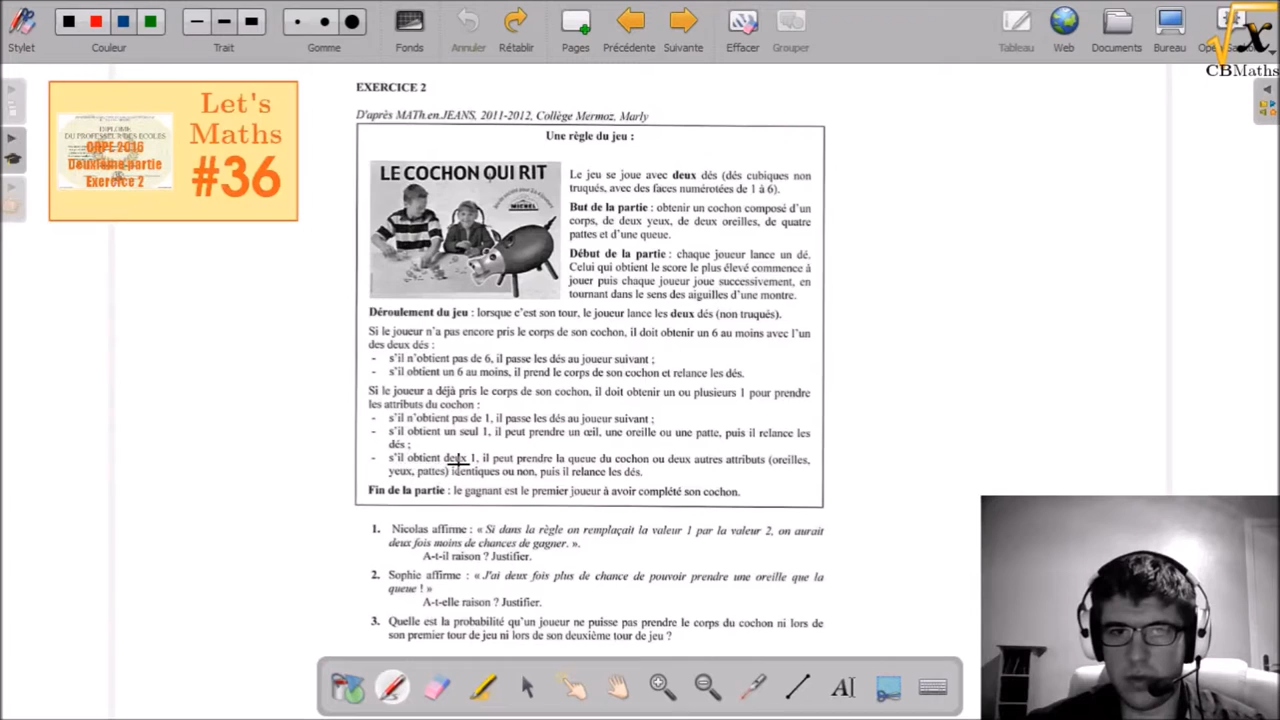 Stylet
Couleur
Trait
Gomme
Fonds
Annuler
Rétablir
Pages
Précédente
Suivante
Effacer
Grouper
Tableau
Web
Documents
Bureau
x
CBMaths
Let's
Maths
#36
DIPLOME
DU PROFESSEUR DES ECOLES
CRPE 2016
Deuxième partie
Exercice 2
EXERCICE 2
D'après MATh.en.JEANS, 2011-2012, Collège Mermoz, Marly
Une règle du jeu :
LE COCHON QUI RIT
MICHEL
Le jeu se joue avec deux dés (dés cubiques non
truqués, avec des faces numérotées de 1 à 6).
But de la partie : obtenir un cochon composé d'un
corps, de deux yeux, de deux oreilles, de quatre
pattes et d'une queue.
Début de la partie : chaque joueur lance un dé.
Celui qui obtient le score le plus élevé commence à
jouer puis chaque joueur joue successivement, en
tournant dans le sens des aiguilles d'une montre.
Déroulement du jeu : lorsque c'est son tour, le joueur lance les deux dés (non truqués).
Si le joueur n'a pas encore pris le corps de son cochon, il doit obtenir un 6 au moins avec l'un
des deux dés :
- s'il n'obtient pas de 6, il passe les dés au joueur suivant ;
- s'il obtient un 6 au moins, il prend le corps de son cochon et relance les dés.
Si le joueur a déjà pris le corps de son cochon, il doit obtenir un ou plusieurs 1 pour prendre
les attributs du cochon :
- s'il n'obtient pas de 1, il passe les dés au joueur suivant ;
- s'il obtient un seul 1, il peut prendre un œil, une oreille ou une patte, puis il relance les
dés ;
- s'il obtient deux 1, il peut prendre la queue du cochon ou deux autres attributs (oreilles,
yeux, pattes) identiques ou non, puis il relance les dés.
Fin de la partie : le gagnant est le premier joueur à avoir complété son cochon.
1. Nicolas affirme : « Si dans la règle on remplaçait la valeur 1 par la valeur 2, on aurait
deux fois moins de chances de gagner. ».
A-t-il raison ? Justifier.
2. Sophie affirme : « J'ai deux fois plus de chance de pouvoir prendre une oreille que la
queue ! »
A-t-elle raison ? Justifier.
3. Quelle est la probabilité qu'un joueur ne puisse pas prendre le corps du cochon ni lors de
son premier tour de jeu ni lors de son deuxième tour de jeu ?
AI